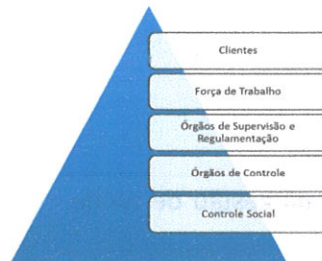 Clientes
Força de Trabalho
Órgãos de Supervisão e
Regulamentação
Órgãos de Controle
Controle Social